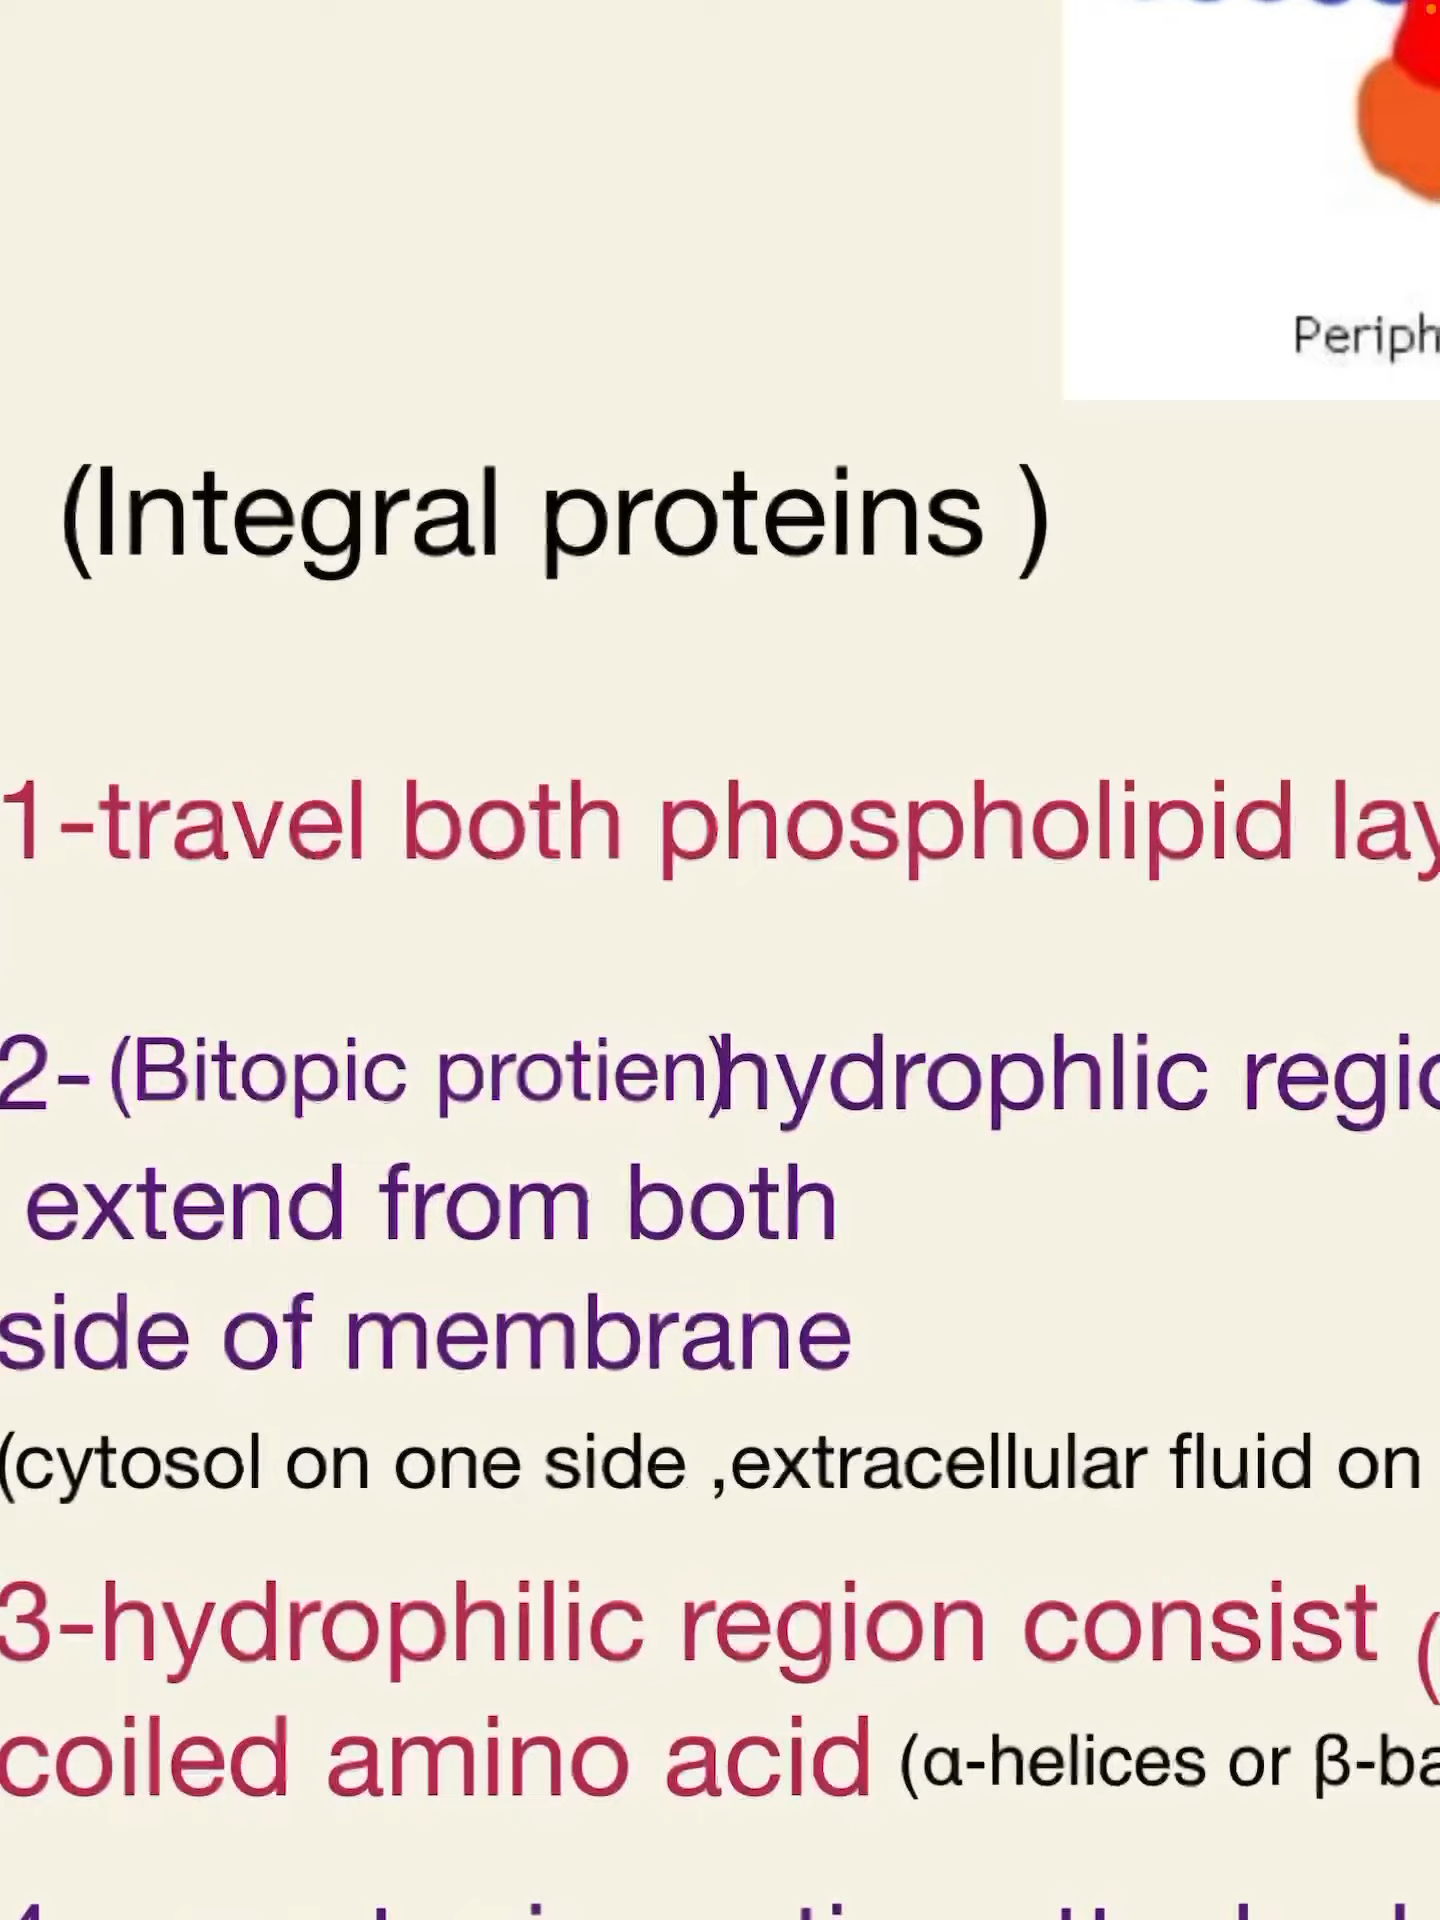 Periph
(Integral proteins )
1-travel both phospholipid lay
2- (Bitopic protien)hydrophlic regio
extend from both
side of membrane
(cytosol on one side ,extracellular fluid on
3-hydrophilic region consist (
coiled amino acid (α-helices or β-ba